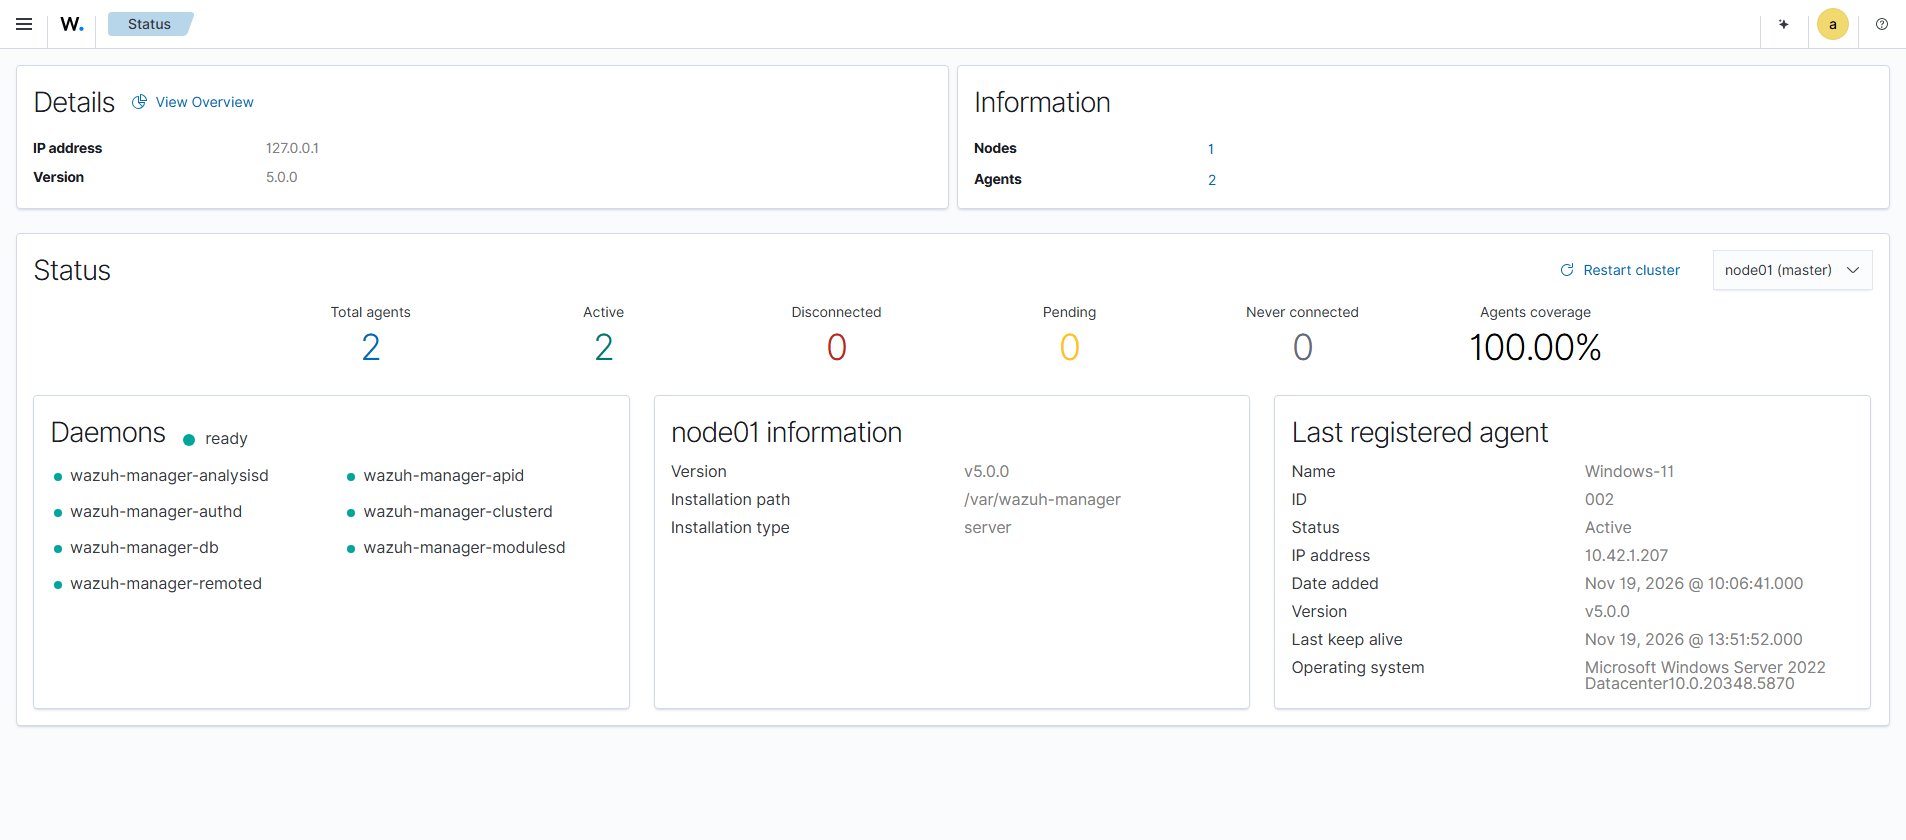 W.
Status
a
Details
View Overview
IP address 127.0.0.1
Version 5.0.0
Information
Nodes 1
Agents 2
Status
Restart cluster
node01 (master)
Total agents
2
Active
2
Disconnected
0
Pending
0
Never connected
0
Agents coverage
100.00%
Daemons
ready
wazuh-manager-analysisd
wazuh-manager-apid
wazuh-manager-authd
wazuh-manager-clusterd
wazuh-manager-db
wazuh-manager-modulesd
wazuh-manager-remoted
node01 information
Version v5.0.0
Installation path /var/wazuh-manager
Installation type server
Last registered agent
Name Windows-11
ID 002
Status Active
IP address 10.42.1.207
Date added Nov 19, 2026 @ 10:06:41.000
Version v5.0.0
Last keep alive Nov 19, 2026 @ 13:51:52.000
Operating system Microsoft Windows Server 2022
Datacenter10.0.20348.5870